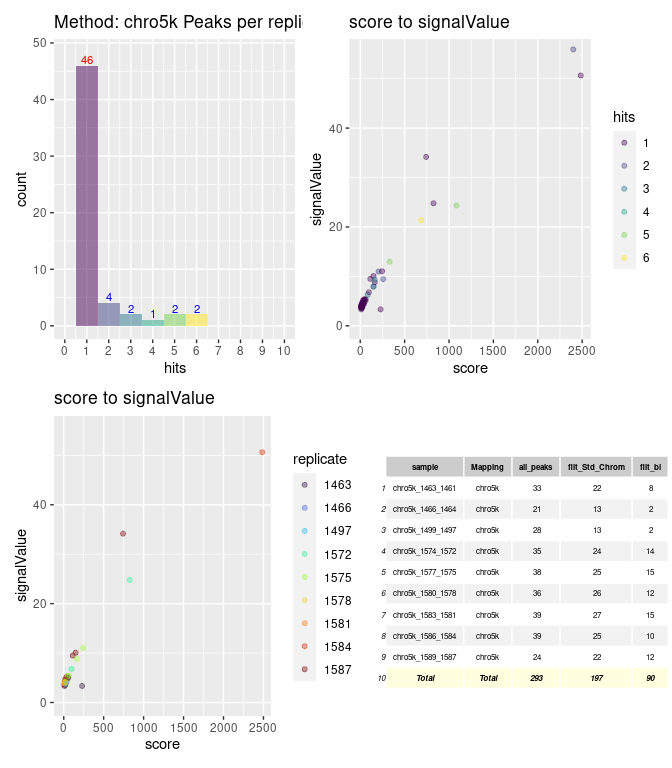 Method: chro5k Peaks per repli
50
40
30
20
10
0
count
46
4
2
1
2
2
0 1 2 3 4 5 6 7 8 9 10
hits
score to signalValue
40
20
0
signalValue
0 500 1000 1500 2000 2500
score
hits
1
2
3
4
5
6
score to signalValue
40
20
0
signalValue
0 500 1000 1500 2000 2500
score
replicate
1463
1466
1497
1572
1575
1578
1581
1584
1587
sample Mapping all_peaks filt_Std_Chrom filt_bl
1 chro5k_1463_1461 chro5k 33 22 8
2 chro5k_1466_1464 chro5k 21 13 2
3 chro5k_1499_1497 chro5k 28 13 2
4 chro5k_1574_1572 chro5k 35 24 14
5 chro5k_1577_1575 chro5k 38 25 15
6 chro5k_1580_1578 chro5k 36 26 12
7 chro5k_1583_1581 chro5k 39 27 15
8 chro5k_1586_1584 chro5k 39 25 10
9 chro5k_1589_1587 chro5k 24 22 12
10 Total Total 293 197 90